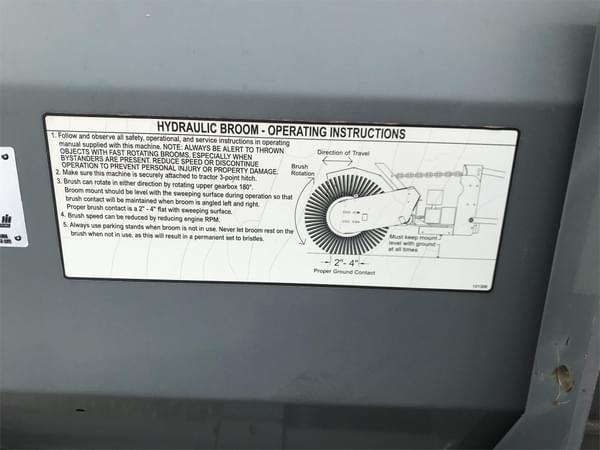 HYDRAULIC BROOM - OPERATING INSTRUCTIONS
1. Follow and observe all safety, operational, and service instructions in operating
manual supplied with this machine. NOTE: ALWAYS BE ALERT TO THROWN
OBJECTS WITH FAST ROTATING BROOMS, ESPECIALLY WHEN
BYSTANDERS ARE PRESENT. REDUCE SPEED OR DISCONTINUE
OPERATION TO PREVENT PERSONAL INJURY OR PROPERTY DAMAGE.
2. Make sure this machine is securely attached to tractor 3-point hitch.
3. Brush can rotate in either direction by rotating upper gearbox 180°.
Broom mount should be level with the sweeping surface during operation so that
brush contact will be maintained when broom is angled left and right.
Proper brush contact is a 2" - 4" flat with sweeping surface.
4. Brush speed can be reduced by reducing engine RPM.
5. Always use parking stands when broom is not in use. Never let broom rest on the
brush when not in use, as this will result in a permanent set to bristles.
Direction of Travel
Brush
Rotation
Must keep mount
level with ground
at all times
2"- 4"
Proper Ground Contact